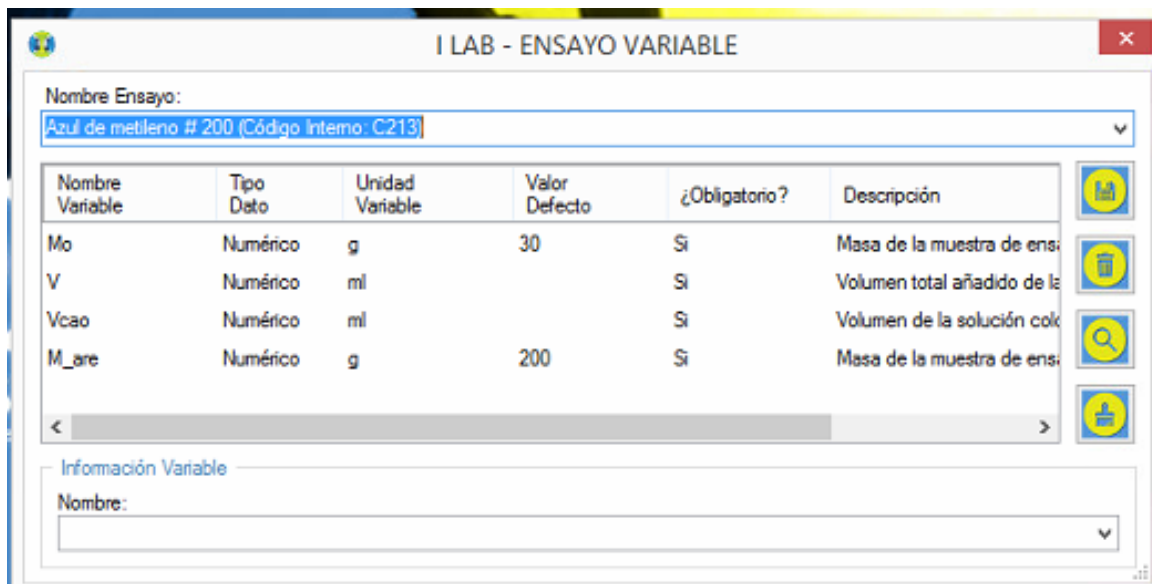 I LAB - ENSAYO VARIABLE
Nombre Ensayo:
Azul de metileno # 200 (Código Interno: C213)
Nombre Variable Tipo Dato Unidad Variable Valor Defecto ¿Obligatorio? Descripción
Mo Numérico g 30 Si Masa de la muestra de ensa
V Numérico ml Si Volumen total añadido de la
Vcao Numérico ml Si Volumen de la solución colo
M_are Numérico g 200 Si Masa de la muestra de ensa
Información Variable
Nombre: